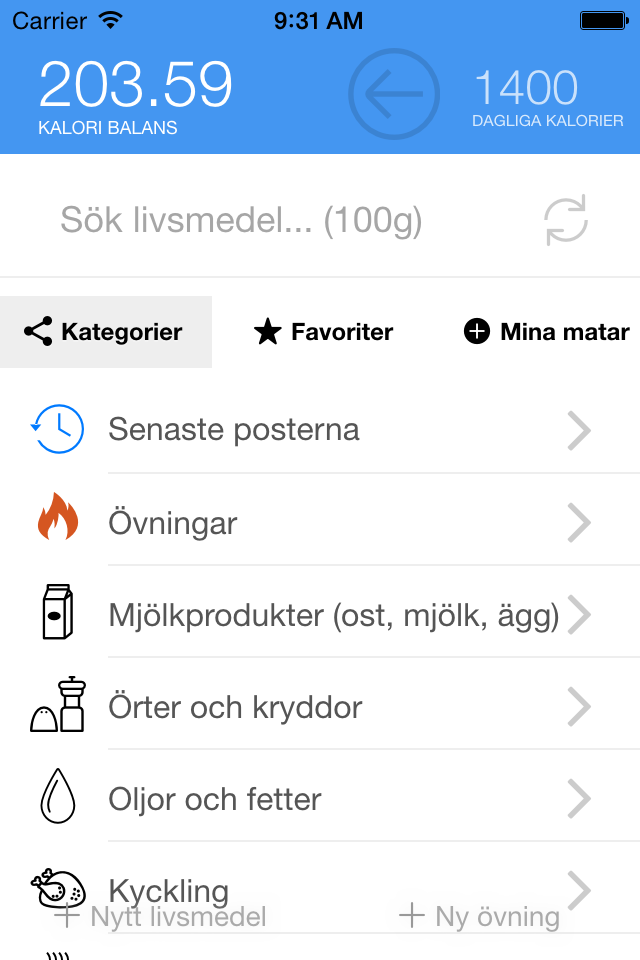 Carrier 9:31 AM
203.59 1400
KALORI BALANS DAGLIGA KALORIER
Sök livsmedel... (100g)
Kategorier Favoriter Mina matar
Senaste posterna
Övningar
Mjölkprodukter (ost, mjölk, ägg)
Örter och kryddor
Oljor och fetter
Kyckling
Nytt livsmedel Ny övning